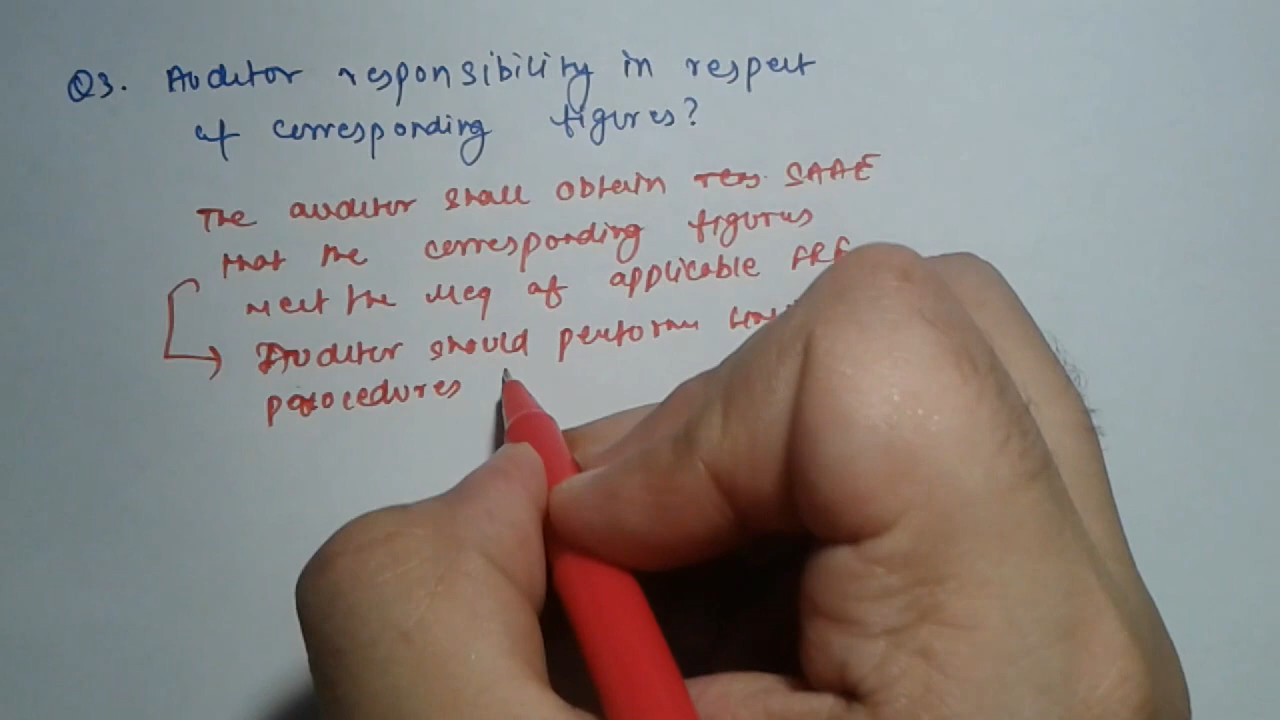 Q3. Auditor responsibility in respect
of corresponding figures?
The auditor shall obtain SAAE
that the corresponding figures
meet the req of applicable FRF
Auditor should perform
procedures